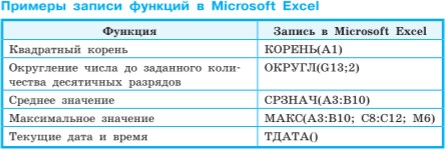 Примеры записи функций в Microsoft Excel
Функция
Запись в Microsoft Excel
Квадратный корень
КОРЕНЬ(A1)
Округление числа до заданного коли-
чества десятичных разрядов
ОКРУГЛ(G13;2)
Среднее значение
СРЗНАЧ(A3:B10)
Максимальное значение
МАКС(A3:B10; C8:C12; M6)
Текущие дата и время
ТДАТА()